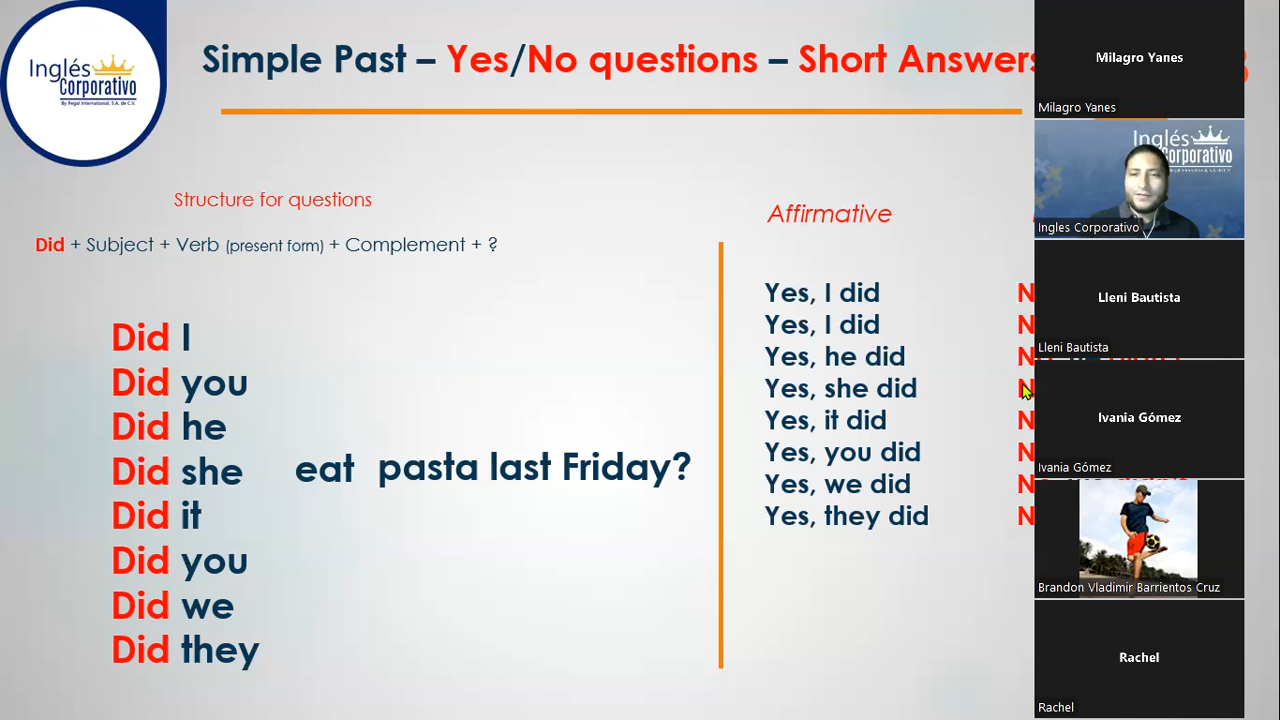 Inglés
Corporativo
By Regal International, S.A. de C.V.
Simple Past – Yes/No questions – Short Answers
Structure for questions
Did + Subject + Verb (present form) + Complement + ?
Did I
Did you
Did he
Did she
Did it
Did you
Did we
Did they
eat pasta last Friday?
Affirmative
Yes, I did
Yes, I did
Yes, he did
Yes, she did
Yes, it did
Yes, you did
Yes, we did
Yes, they did
Milagro Yanes
Milagro Yanes
Inglés
Corporativo
Ingles Corporativo
Lleni Bautista
Lleni Bautista
Ivania Gómez
Ivania Gómez
Brandon Vladimir Barrientos Cruz
Rachel
Rachel